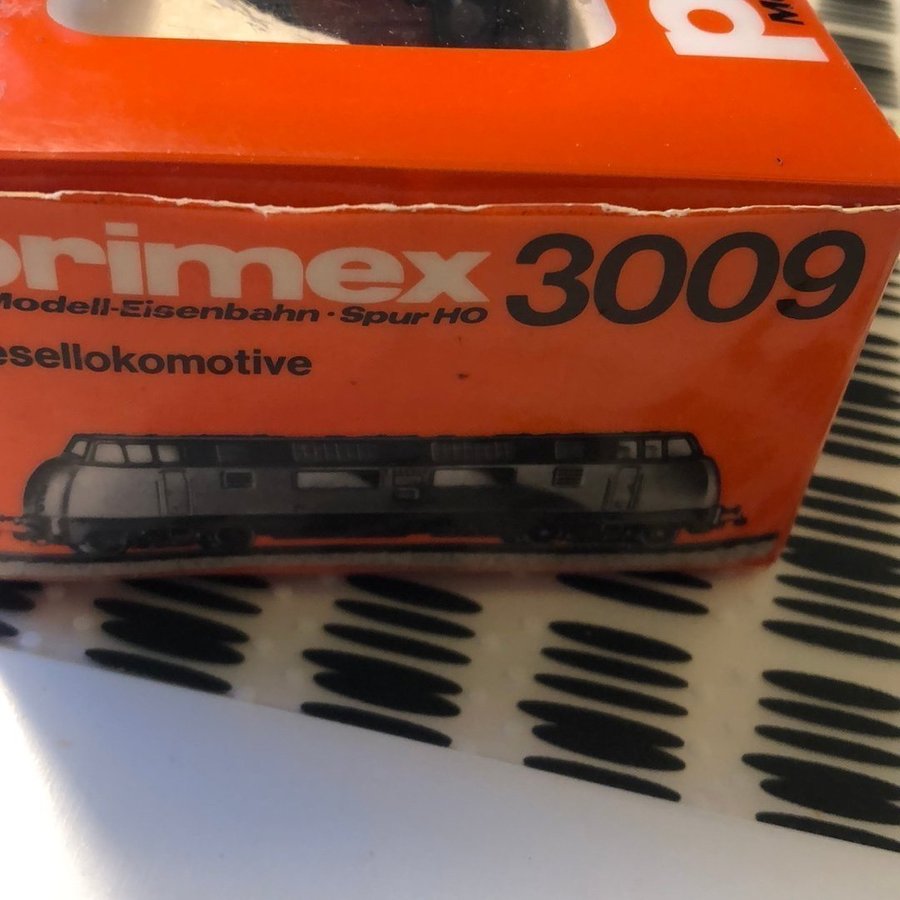 p
M
primex 3009
Modell-Eisenbahn · Spur HO
esellokomotive